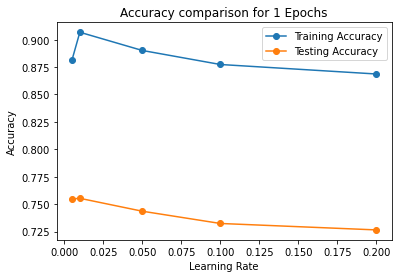 Accuracy comparison for 1 Epochs
Training Accuracy
Testing Accuracy
Accuracy
0.900
0.875
0.850
0.825
0.800
0.775
0.750
0.725
0.000 0.025 0.050 0.075 0.100 0.125 0.150 0.175 0.200
Learning Rate